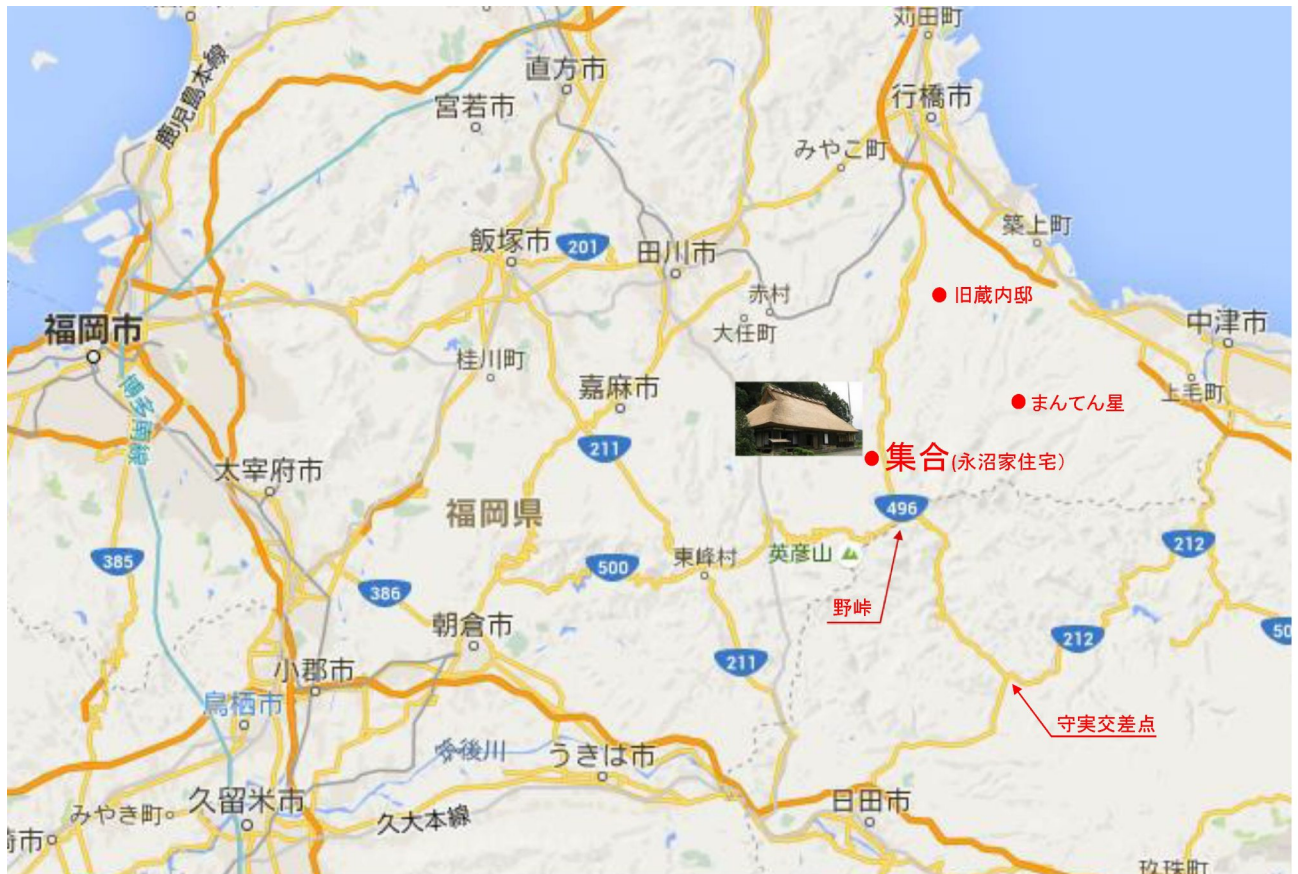 苅田町
鹿児島本線
直方市
宮若市
行橋市
みやこ町
築上町
飯塚市
201
田川市
赤村
旧蔵内邸
大任町
福岡市
中津市
桂川町
博多南線
嘉麻市
上毛町
まんてん星
211
集合(永沼家住宅)
太宰府市
福岡県
496
385
500
東峰村
英彦山
212
386
野峠
朝倉市
212
50
小郡市
211
鳥栖市
守実交差点
後川
うきは市
みやき町
久留米市
久大本線
日田市
市
玖珠町